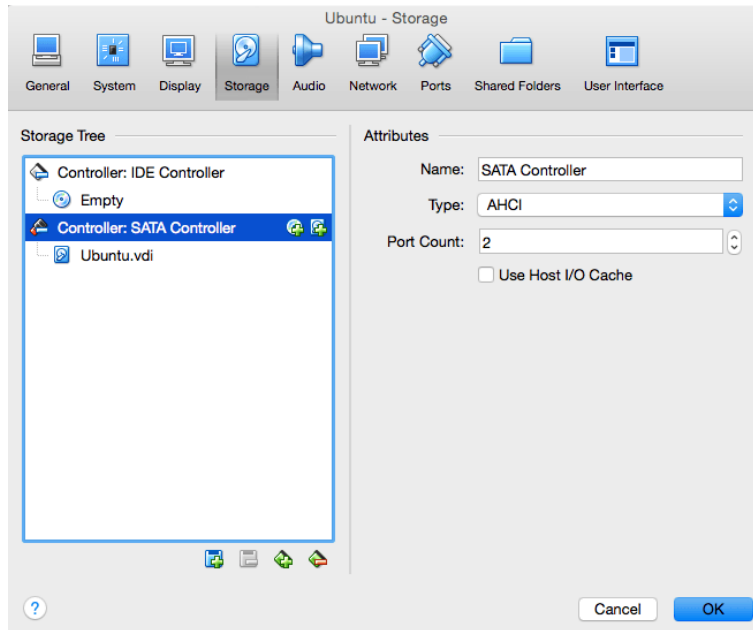 Ubuntu - Storage
General System Display Storage Audio Network Ports Shared Folders User Interface
Storage Tree
Controller: IDE Controller
Empty
Controller: SATA Controller
Ubuntu.vdi
Attributes
Name: SATA Controller
Type: AHCI
Port Count: 2
Use Host I/O Cache
?
Cancel OK